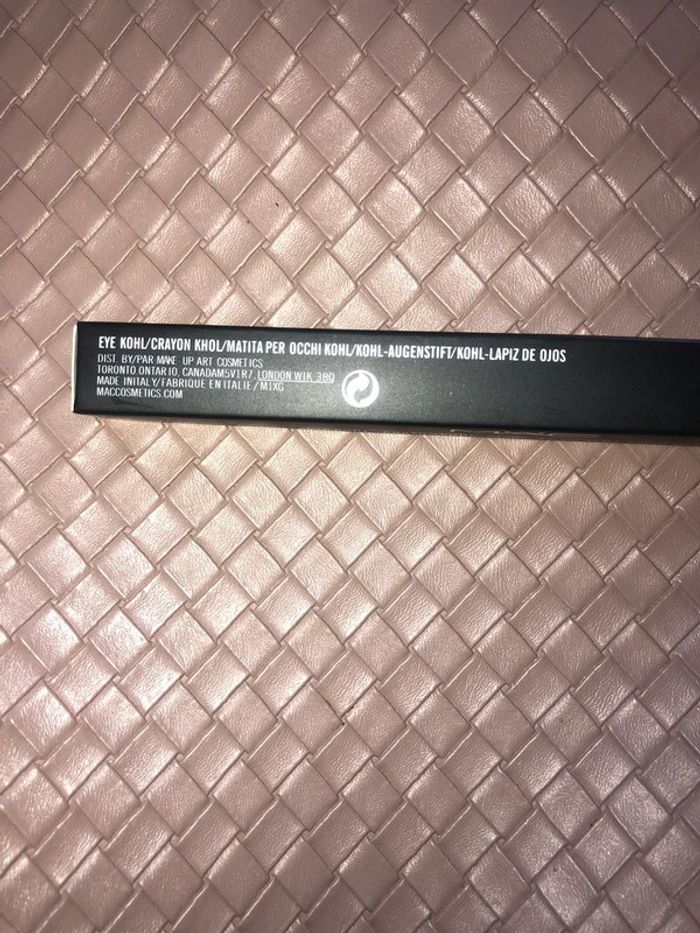 EYE KOHL/CRAYON KHOL/MATITA PER OCCHI KOHL/KOHL-AUGENSTIFT/KOHL-LAPIZ DE OJOS
DIST. BY/PAR.MAKE UP ART COSMETICS
TORONTO ONTARIO, CANADAM5V1R7, LONDON W1K 3BQ
MADE INITALY/FABRIQUE EN ITALIE/MIXG
MACCOSMETICS.COM